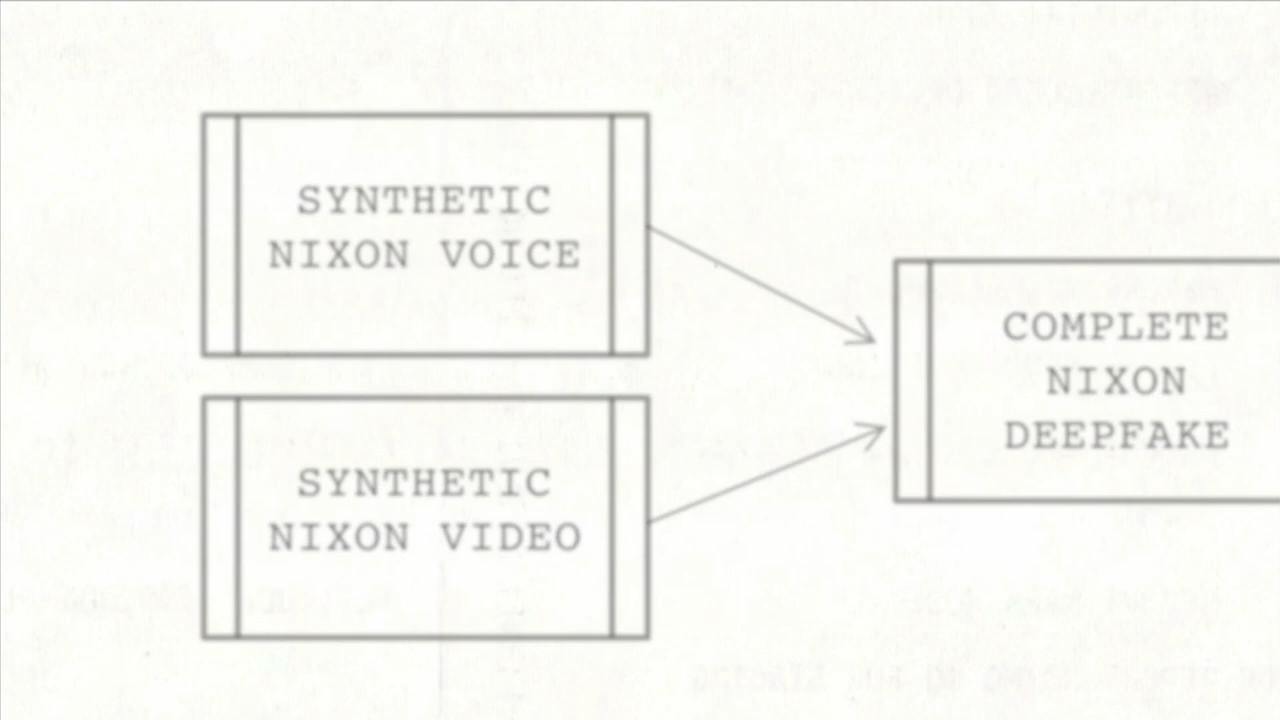 SYNTHETIC
NIXON VOICE
SYNTHETIC
NIXON VIDEO
COMPLETE
NIXON
DEEPFAKE